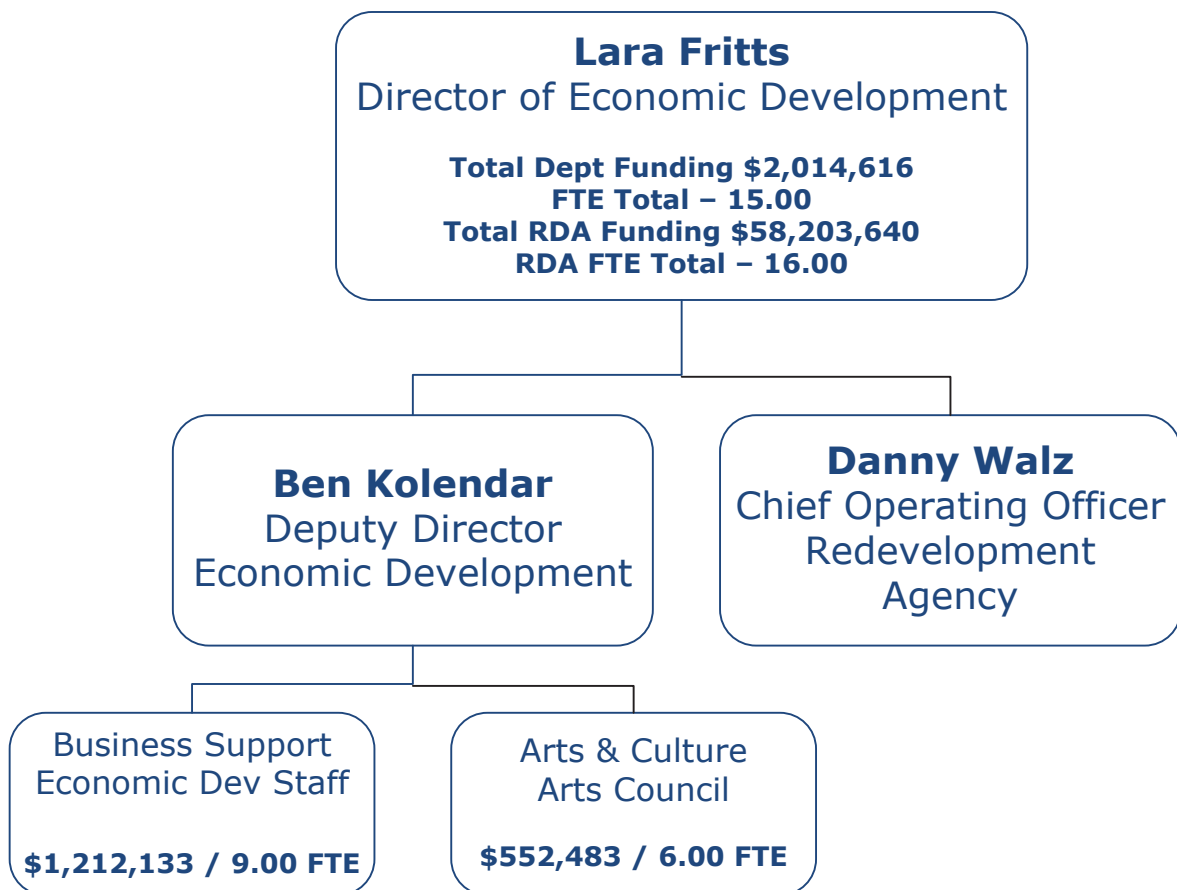 Lara Fritts
Director of Economic Development
Total Dept Funding $2,014,616
FTE Total – 15.00
Total RDA Funding $58,203,640
RDA FTE Total – 16.00
Ben Kolendar
Deputy Director
Economic Development
Danny Walz
Chief Operating Officer
Redevelopment
Agency
Business Support
Economic Dev Staff
$1,212,133 / 9.00 FTE
Arts & Culture
Arts Council
$552,483 / 6.00 FTE